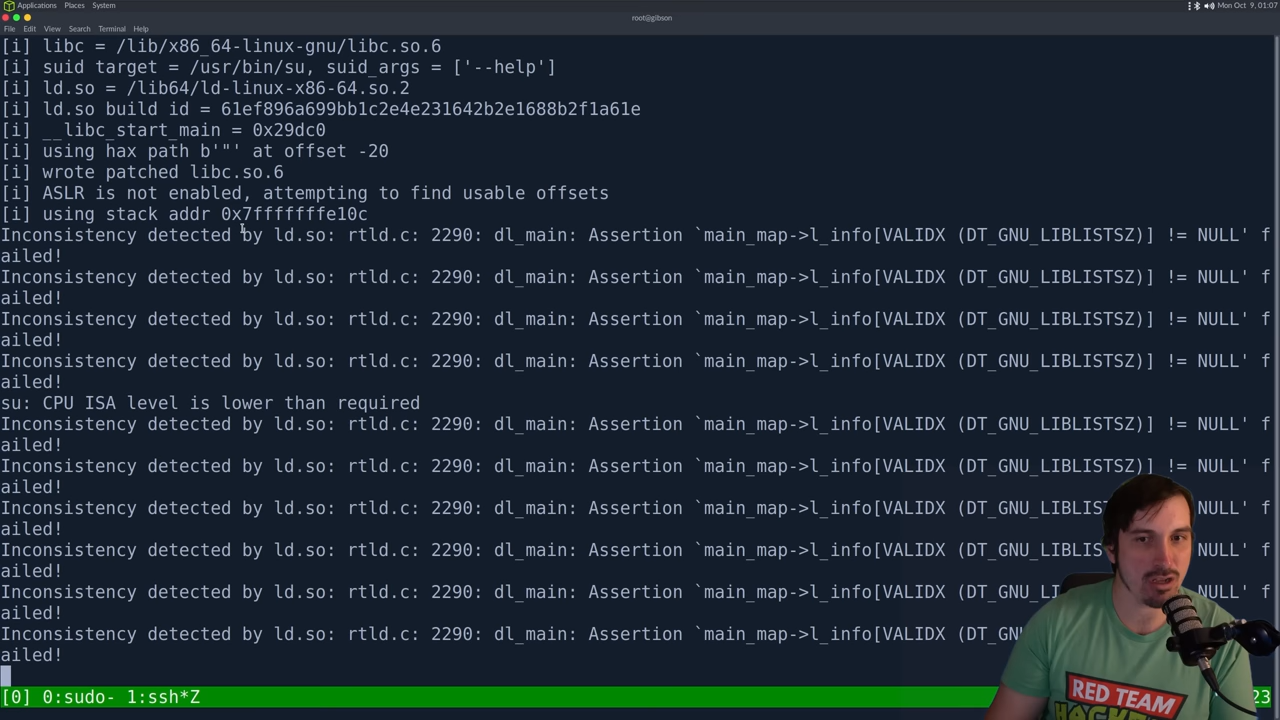 Applications Places System
Mon Oct 9, 01:07
root@gibson
File Edit View Search Terminal Help
[i] libc = /lib/x86_64-linux-gnu/libc.so.6
[i] suid target = /usr/bin/su, suid_args = ['--help']
[i] ld.so = /lib64/ld-linux-x86-64.so.2
[i] ld.so build id = 61ef896a699bb1c2e4e231642b2e1688b2f1a61e
[i] __libc_start_main = 0x29dc0
[i] using hax path b'"' at offset -20
[i] wrote patched libc.so.6
[i] ASLR is not enabled, attempting to find usable offsets
[i] using stack addr 0x7fffffffe10c
Inconsistency detected by ld.so: rtld.c: 2290: dl_main: Assertion `main_map->l_info[VALIDX (DT_GNU_LIBLISTSZ)] != NULL' f
ailed!
Inconsistency detected by ld.so: rtld.c: 2290: dl_main: Assertion `main_map->l_info[VALIDX (DT_GNU_LIBLISTSZ)] != NULL' f
ailed!
Inconsistency detected by ld.so: rtld.c: 2290: dl_main: Assertion `main_map->l_info[VALIDX (DT_GNU_LIBLISTSZ)] != NULL' f
ailed!
Inconsistency detected by ld.so: rtld.c: 2290: dl_main: Assertion `main_map->l_info[VALIDX (DT_GNU_LIBLISTSZ)] != NULL' f
ailed!
su: CPU ISA level is lower than required
Inconsistency detected by ld.so: rtld.c: 2290: dl_main: Assertion `main_map->l_info[VALIDX (DT_GNU_LIBLISTSZ)] != NULL' f
ailed!
Inconsistency detected by ld.so: rtld.c: 2290: dl_main: Assertion `main_map->l_info[VALIDX (DT_GNU_LIBLISTSZ)] != NULL' f
ailed!
Inconsistency detected by ld.so: rtld.c: 2290: dl_main: Assertion `main_map->l_info[VALIDX (DT_GNU_LIBLISTS NULL' f
ailed!
Inconsistency detected by ld.so: rtld.c: 2290: dl_main: Assertion `main_map->l_info[VALIDX (DT_GNU_LIBLIS NULL' f
ailed!
Inconsistency detected by ld.so: rtld.c: 2290: dl_main: Assertion `main_map->l_info[VALIDX (DT_GNU_LI NULL' f
ailed!
Inconsistency detected by ld.so: rtld.c: 2290: dl_main: Assertion `main_map->l_info[VALIDX (DT_GNU NULL' f
ailed!
[0] 0:sudo- 1:ssh*Z
23
RED TEAM